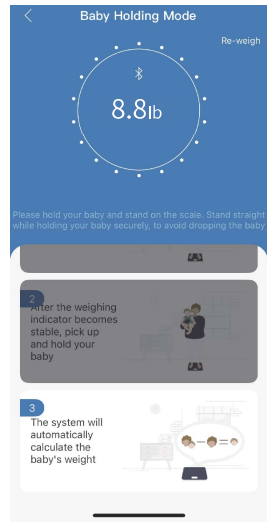 Baby Holding Mode
Re-weigh
8.8lb
Please hold your baby and stand on the scale. Stand straight
while holding your baby securely, to avoid dropping the baby
2
After the weighing
indicator becomes
stable, pick up
and hold your
baby
3
The system will
automatically
calculate the
baby's weight